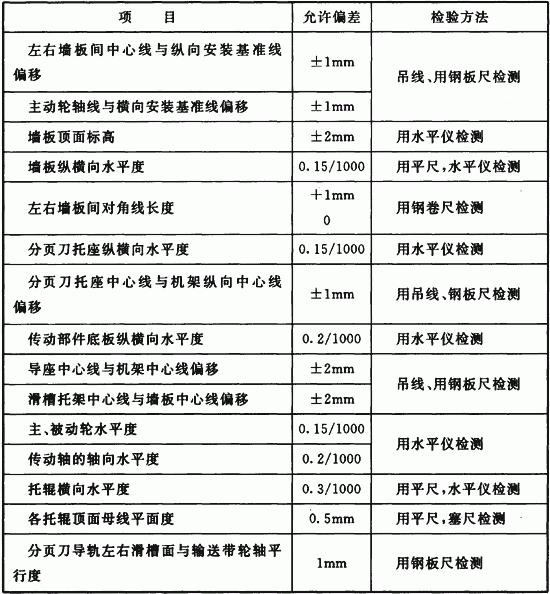 项 目 允许偏差 检验方法
左右墙板间中心线与纵向安装基准线
偏移 ±1mm 吊线、用钢板尺检测
主动轮轴线与横向安装基准线偏移 ±1mm
墙板顶面标高 ±2mm 用水平仪检测
墙板纵横向水平度 0.15/1000 用平尺,水平仪检测
左右墙板间对角线长度 +1mm
0 用钢卷尺检测
分页刀托座纵横向水平度 0.15/1000 用水平仪检测
分页刀托座中心线与机架纵向中心线
偏移 ±1mm 用吊线、钢板尺检测
传动部件底板纵横向水平度 0.2/1000 用水平仪检测
导座中心线与机架中心线偏移 ±2mm 吊线、用钢板尺检测
滑槽托架中心线与墙板中心线偏移 ±2mm
主、被动轮水平度 0.15/1000 用水平仪检测
传动轴的轴向水平度 0.2/1000
托辊横向水平度 0.3/1000 用平尺,水平仪检测
各托辊顶面母线平面度 0.5mm 用平尺,塞尺检测
分页刀导轨左右滑槽面与输送带轮轴平
行度 1mm 用钢板尺检测